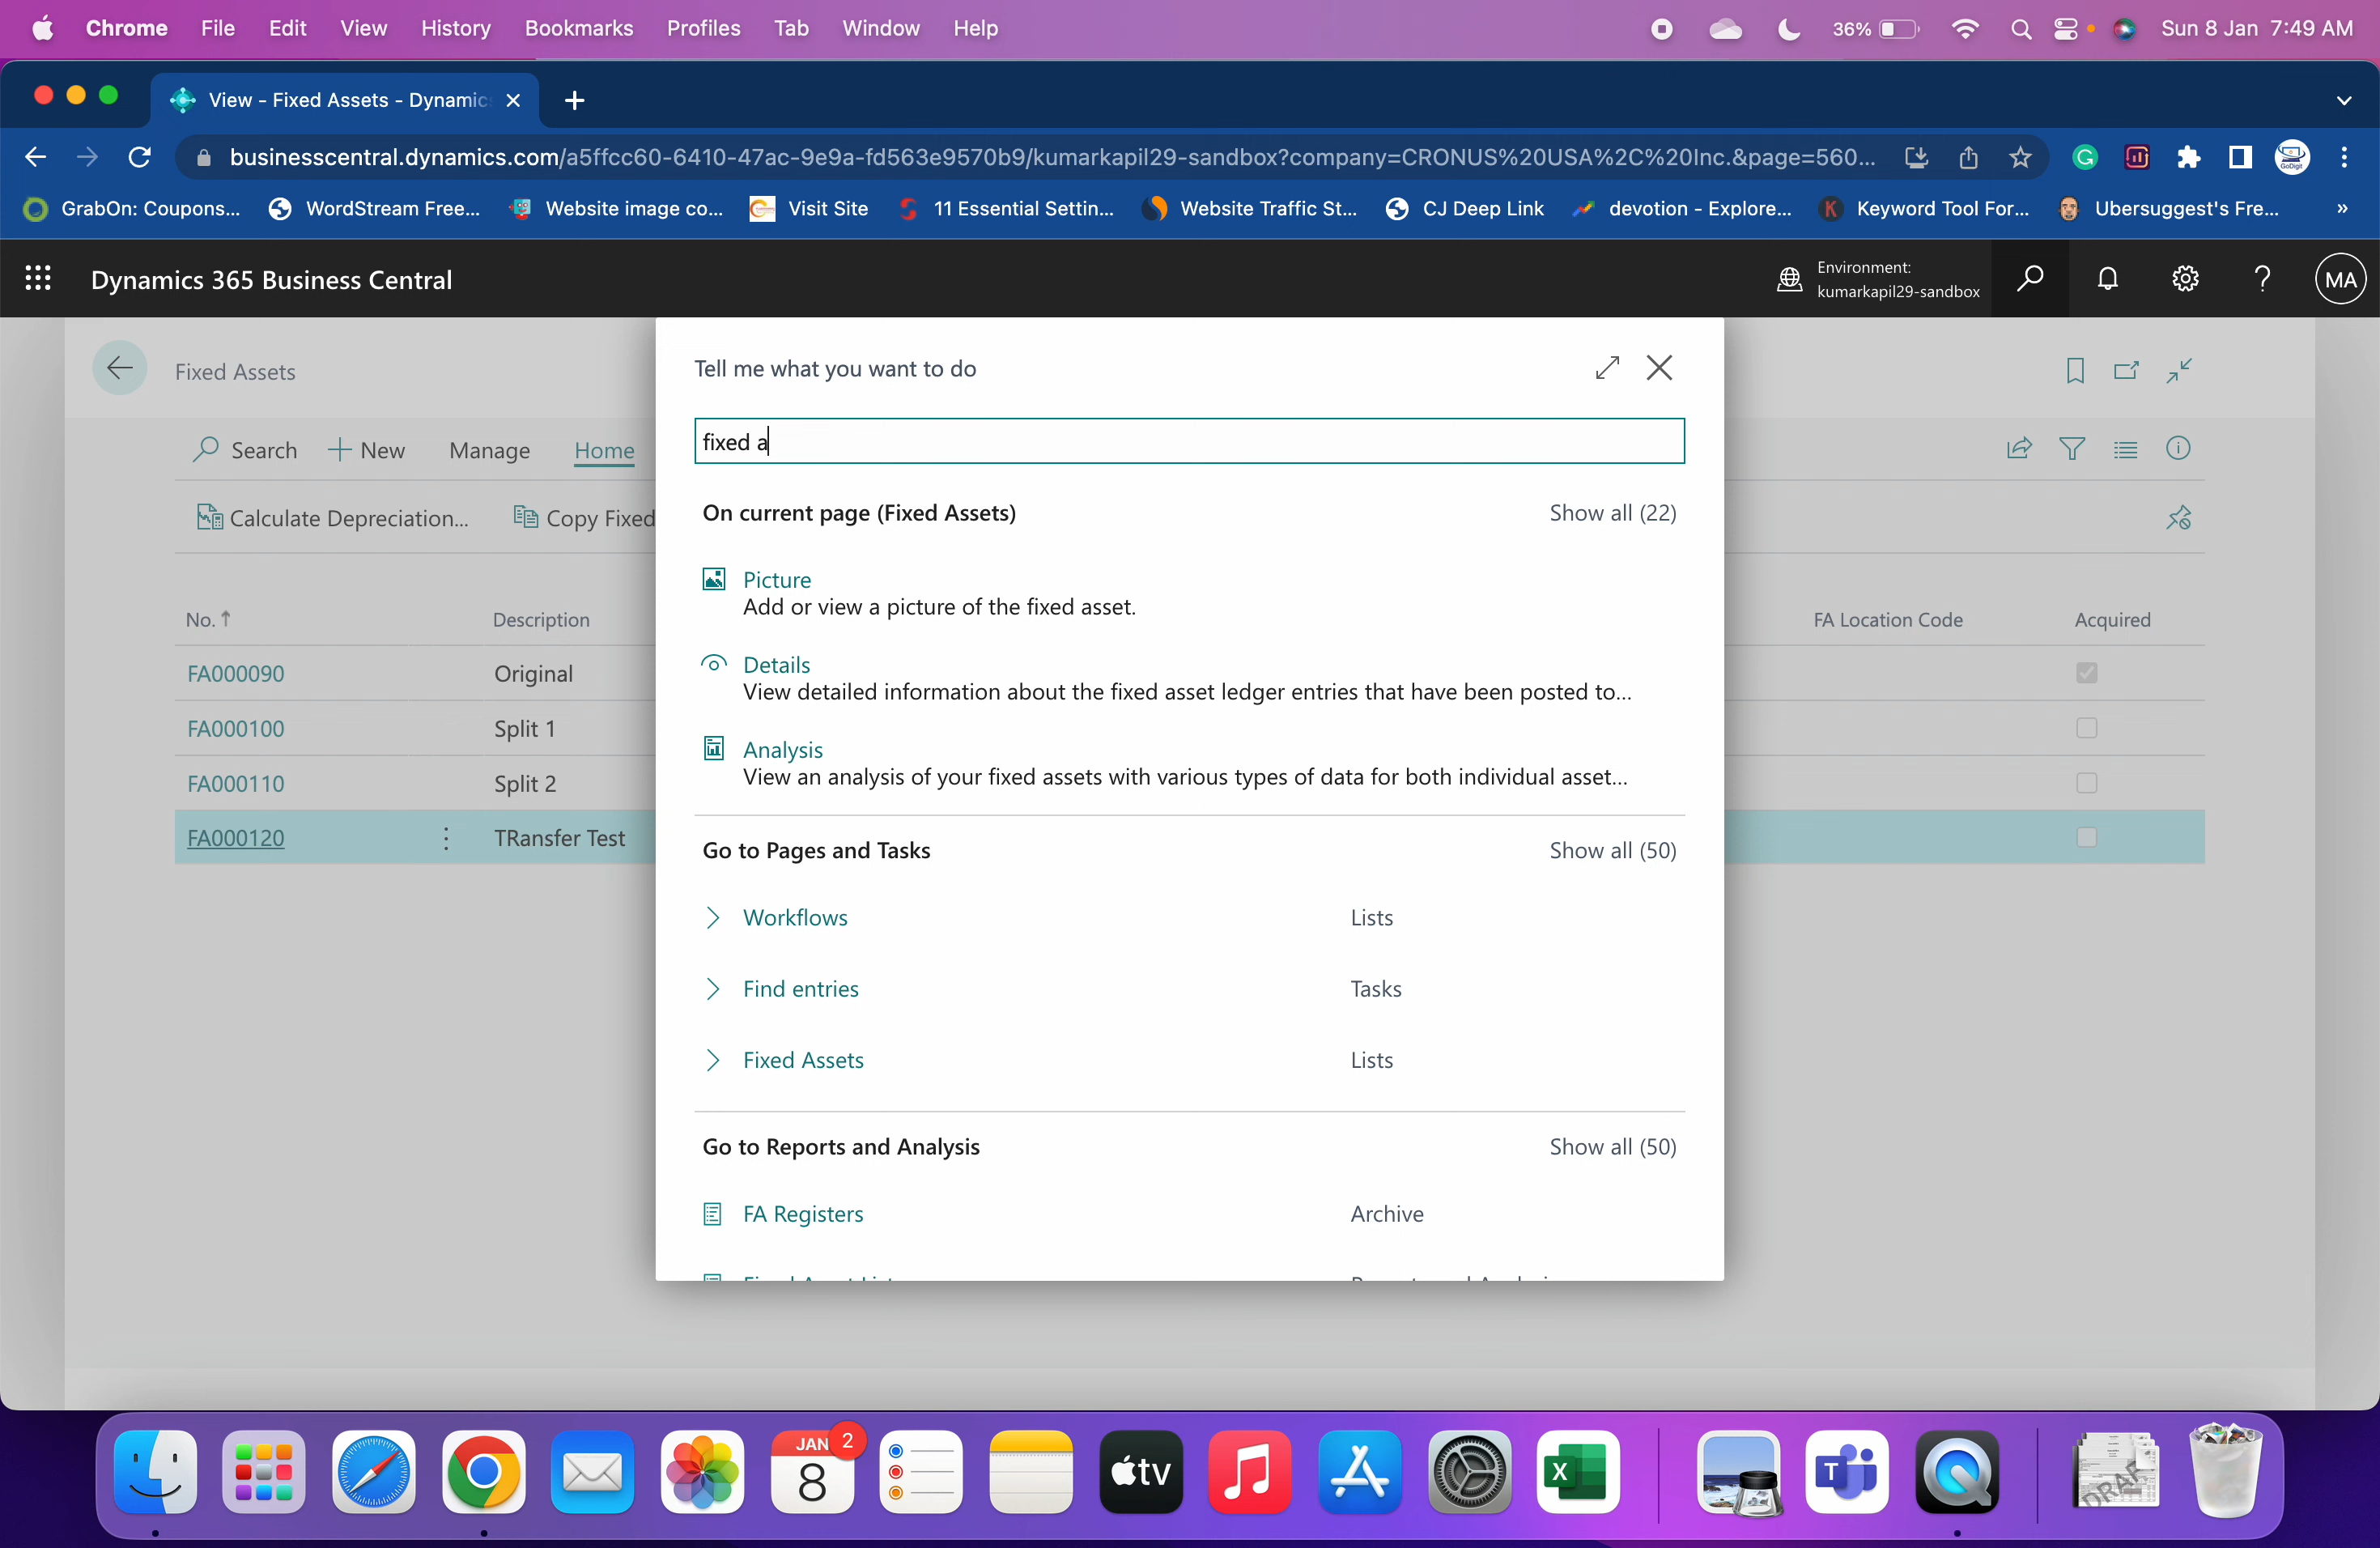 Chrome File Edit View History Bookmarks Profiles Tab Window Help 36% Sun 8 Jan 7:49 AM
View - Fixed Assets - Dynamic
businesscentral.dynamics.com/a5ffcc60-6410-47ac-9e9a-fd563e9570b9/kumarkapil29-sandbox?company=CRONUS%20USA%2C%20Inc.&page=560...
GrabOn: Coupons... WordStream Free... Website image co... Visit Site 11 Essential Settin... Website Traffic St... CJ Deep Link devotion - Explore... Keyword Tool For... Ubersuggest's Fre... »
Dynamics 365 Business Central
Environment:
kumarkapil29-sandbox
MA
Fixed Assets
Search New Manage Home
Calculate Depreciation... Copy Fixed
No. ↑ Description FA Location Code Acquired
FA000090 Original
FA000100 Split 1
FA000110 Split 2
FA000120 TRansfer Test
Tell me what you want to do
fixed a
On current page (Fixed Assets) Show all (22)
Picture
Add or view a picture of the fixed asset.
Details
View detailed information about the fixed asset ledger entries that have been posted to...
Analysis
View an analysis of your fixed assets with various types of data for both individual asset...
Go to Pages and Tasks Show all (50)
Workflows Lists
Find entries Tasks
Fixed Assets Lists
Go to Reports and Analysis Show all (50)
FA Registers Archive
JAN 2
8
tv
X
T
DRAF